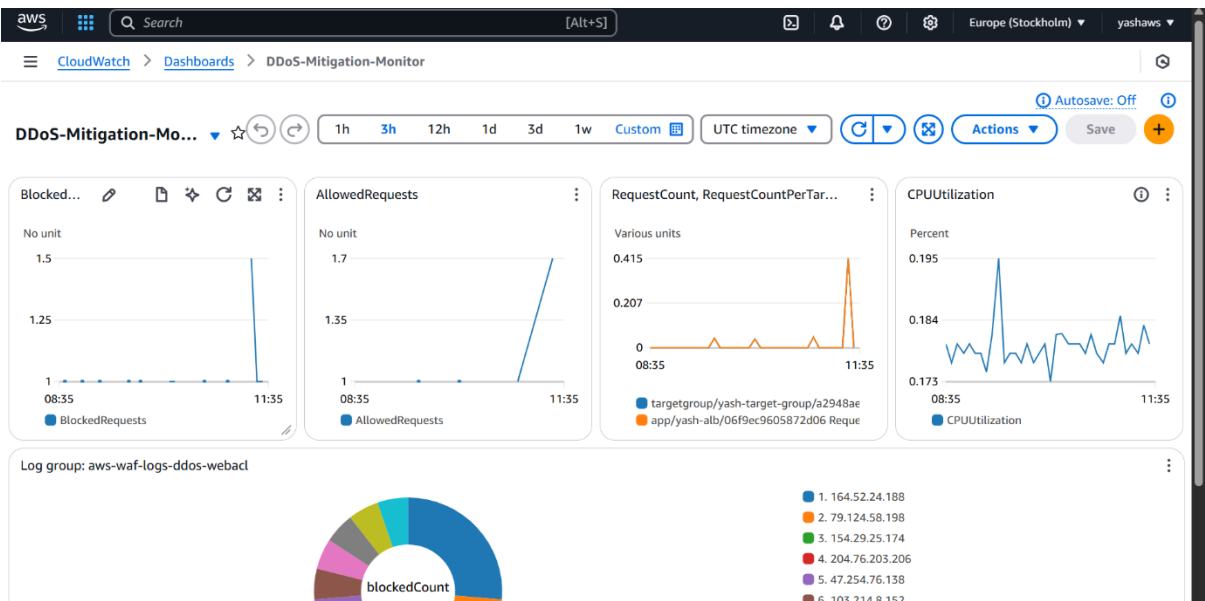 aws Search [Alt+S] Europe (Stockholm) yashaws
CloudWatch > Dashboards > DDoS-Mitigation-Monitor
Autosave: Off
DDoS-Mitigation-Mo... 1h 3h 12h 1d 3d 1w Custom UTC timezone Actions Save
Blocked...
No unit
1.5
1.25
1
08:35 11:35
BlockedRequests
AllowedRequests
No unit
1.7
1.35
1
08:35 11:35
AllowedRequests
RequestCount, RequestCountPerTar...
Various units
0.415
0.207
0
08:35 11:35
targetgroup/yash-target-group/a2948ae
app/yash-alb/06f9ec9605872d06 Reque
CPUUtilization
Percent
0.195
0.184
0.173
08:35 11:35
CPUUtilization
Log group: aws-waf-logs-ddos-webacl
blockedCount
1. 164.52.24.188
2. 79.124.58.198
3. 154.29.25.174
4. 204.76.203.206
5. 47.254.76.138
6. 103.214.8.152